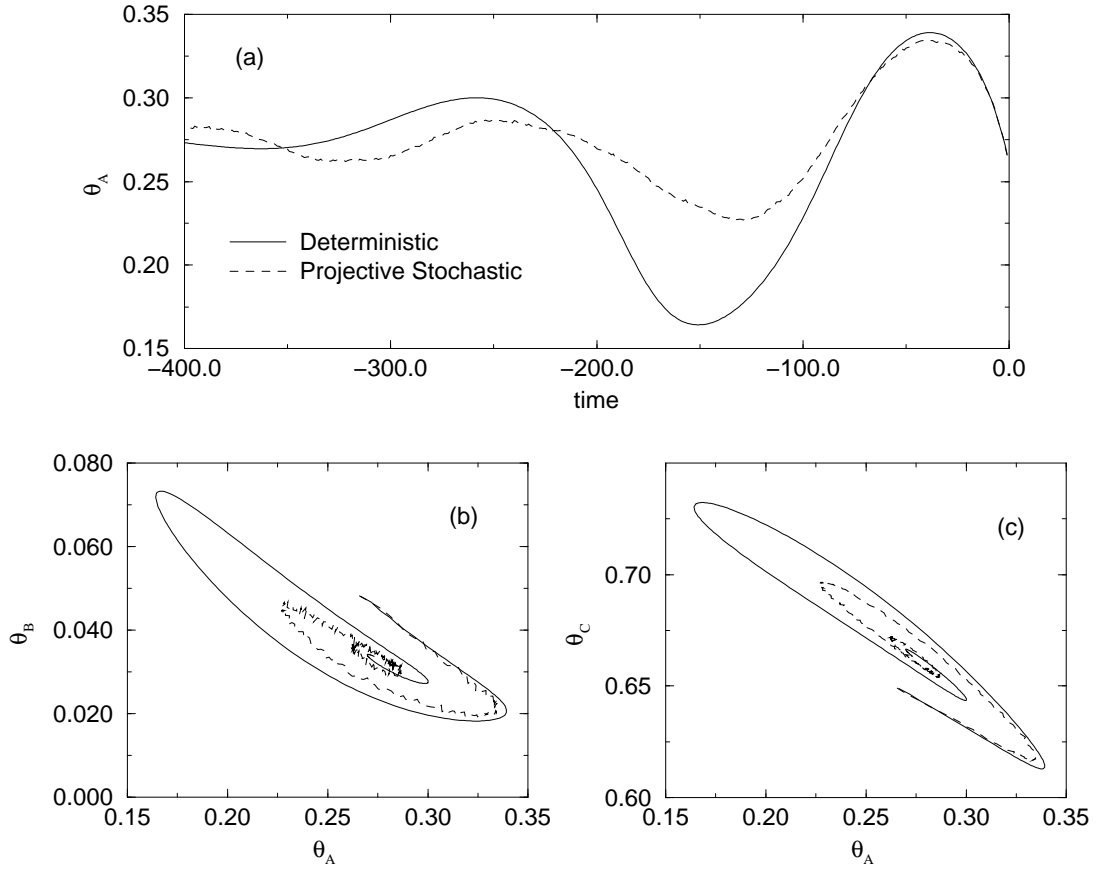 0.35
(a)
0.30
0.25
θA
Deterministic
0.20
Projective Stochastic
0.15
−400.0 −300.0 −200.0 −100.0 0.0
time
0.080
(b)
0.060
θB
0.040
0.020
0.000
0.15 0.20 0.25 0.30 0.35
θA
(c)
0.70
θC
0.65
0.60
0.15 0.20 0.25 0.30 0.35
θA